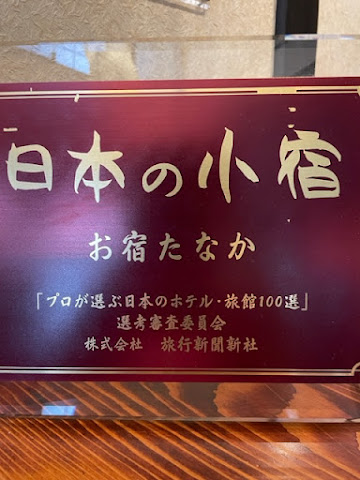 日本の小宿
お宿たなか
「プロが選ぶ日本のホテル・旅館100選」
選考審査委員会
株式会社 旅行新聞新社